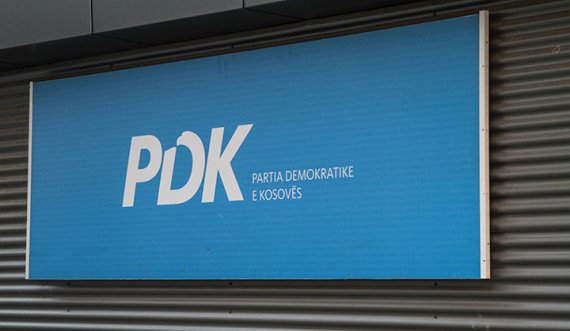 PDK
PARTIA DEMOKRATIKE
E KOSOVËS